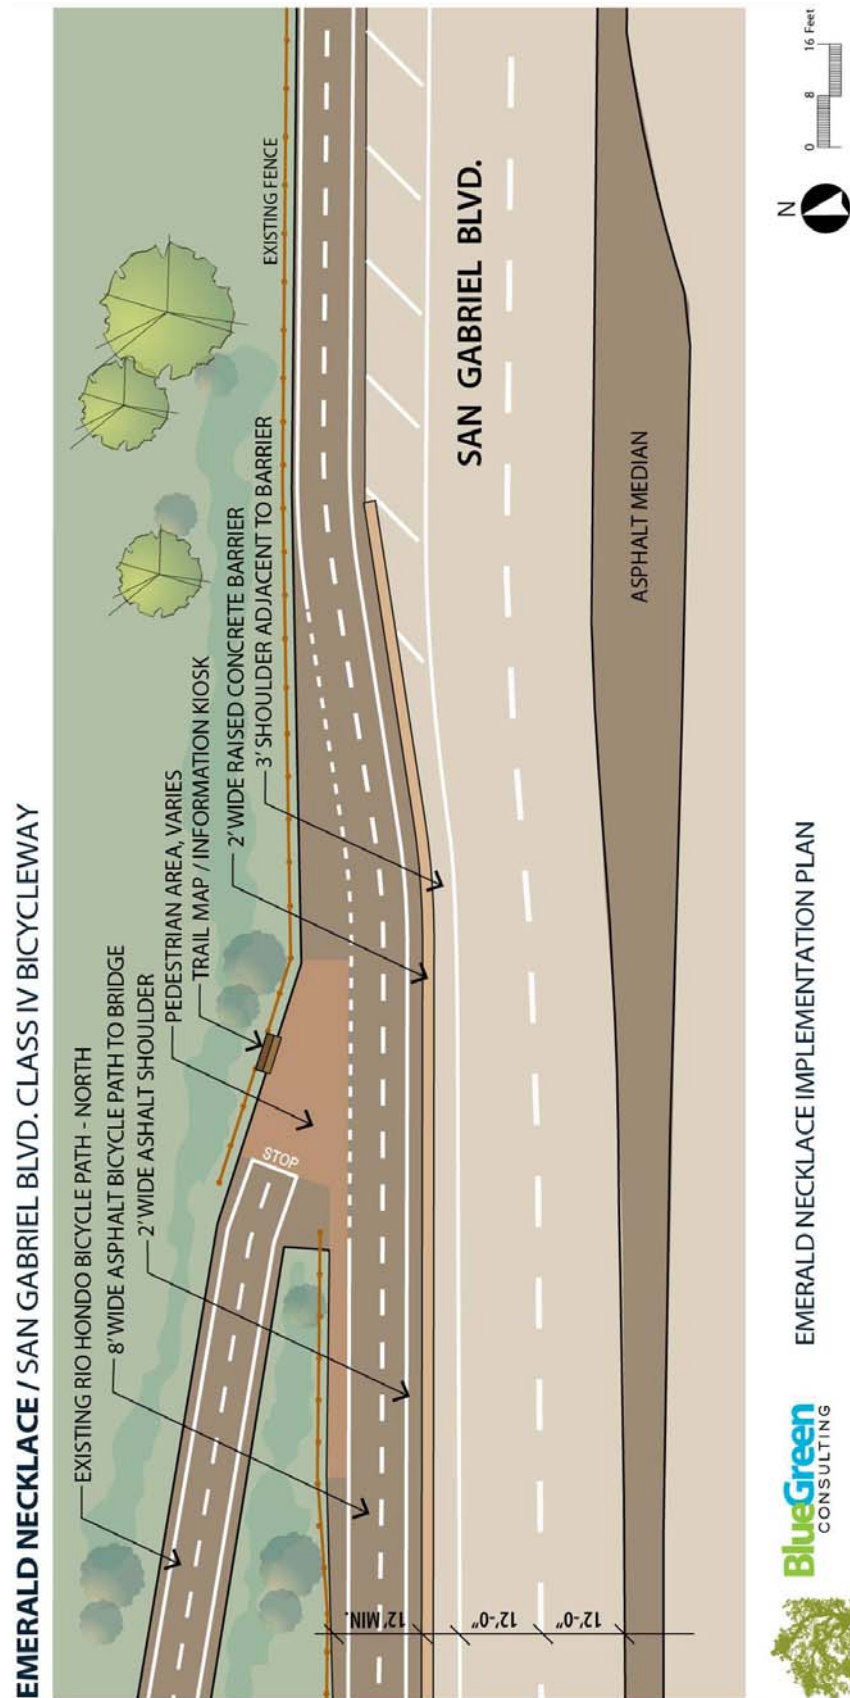 EMERALD NECKLACE / SAN GABRIEL BLVD. CLASS IV BICYCLEWAY
EXISTING RIO HONDO BICYCLE PATH - NORTH
8' WIDE ASPHALT BICYCLE PATH TO BRIDGE
2' WIDE ASHALT SHOULDER
PEDESTRIAN AREA, VARIES
TRAIL MAP / INFORMATION KIOSK
2' WIDE RAISED CONCRETE BARRIER
3' SHOULDER ADJACENT TO BARRIER
EXISTING FENCE
STOP
SAN GABRIEL BLVD.
ASPHALT MEDIAN
12' MIN.
12'-0"
12'-0"
BlueGreen
CONSULTING
EMERALD NECKLACE IMPLEMENTATION PLAN
N
0 8 16 Feet